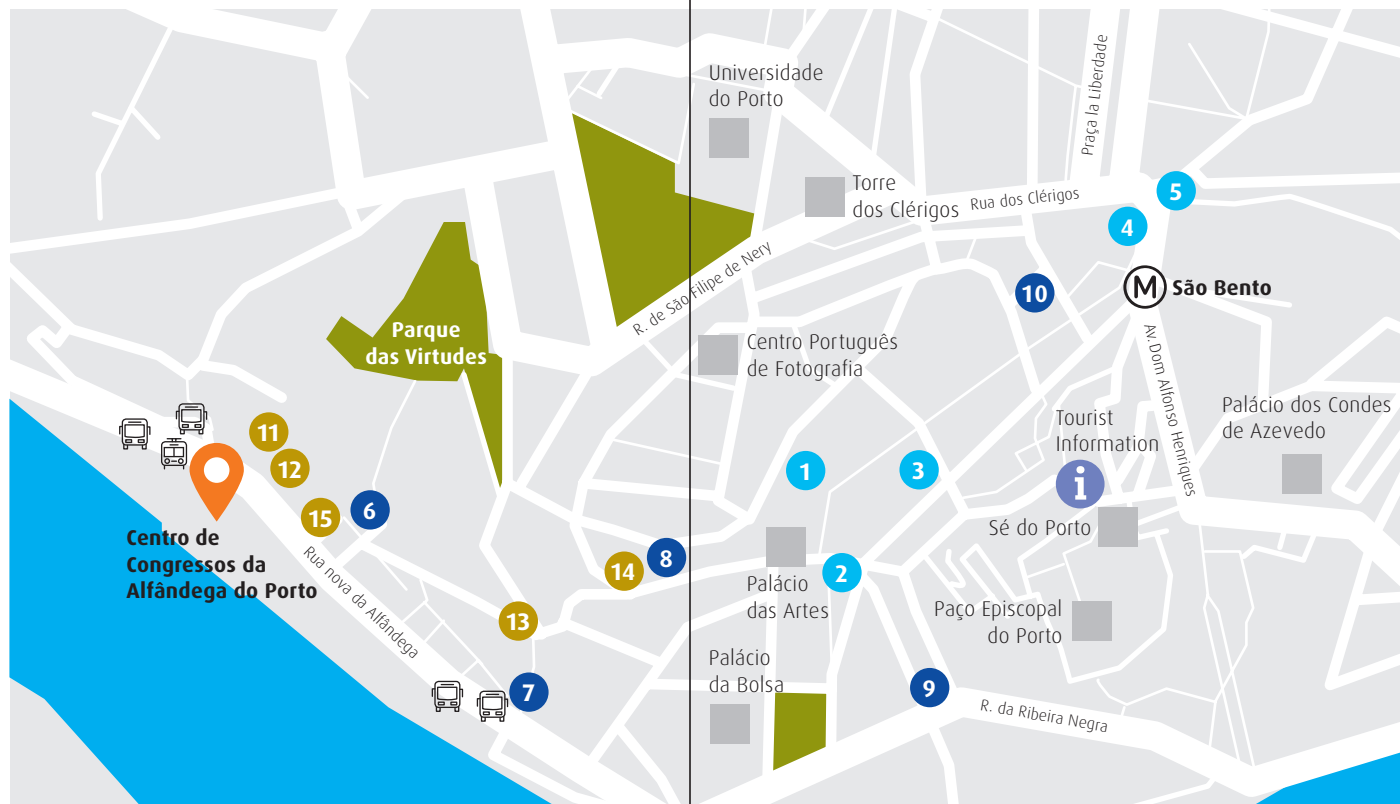 Universidade
do Porto
Praça la Liberdade
Torre
dos Clérigos
Rua dos Clérigos
5
4
R. de São Filipe de Nery
10
M
São Bento
Parque
das Virtudes
Centro Português
de Fotografia
Av. Dom Alfonso Henriques
Palácio dos Condes
de Azevedo
Tourist
Information
i
11
12
15
6
1
3
Sé do Porto
Centro de
Congressos da
Alfândega do Porto
Rua nova da Alfândega
14
8
2
Palácio
das Artes
Paço Episcopal
do Porto
13
7
Palácio
da Bolsa
9
R. da Ribeira Negra